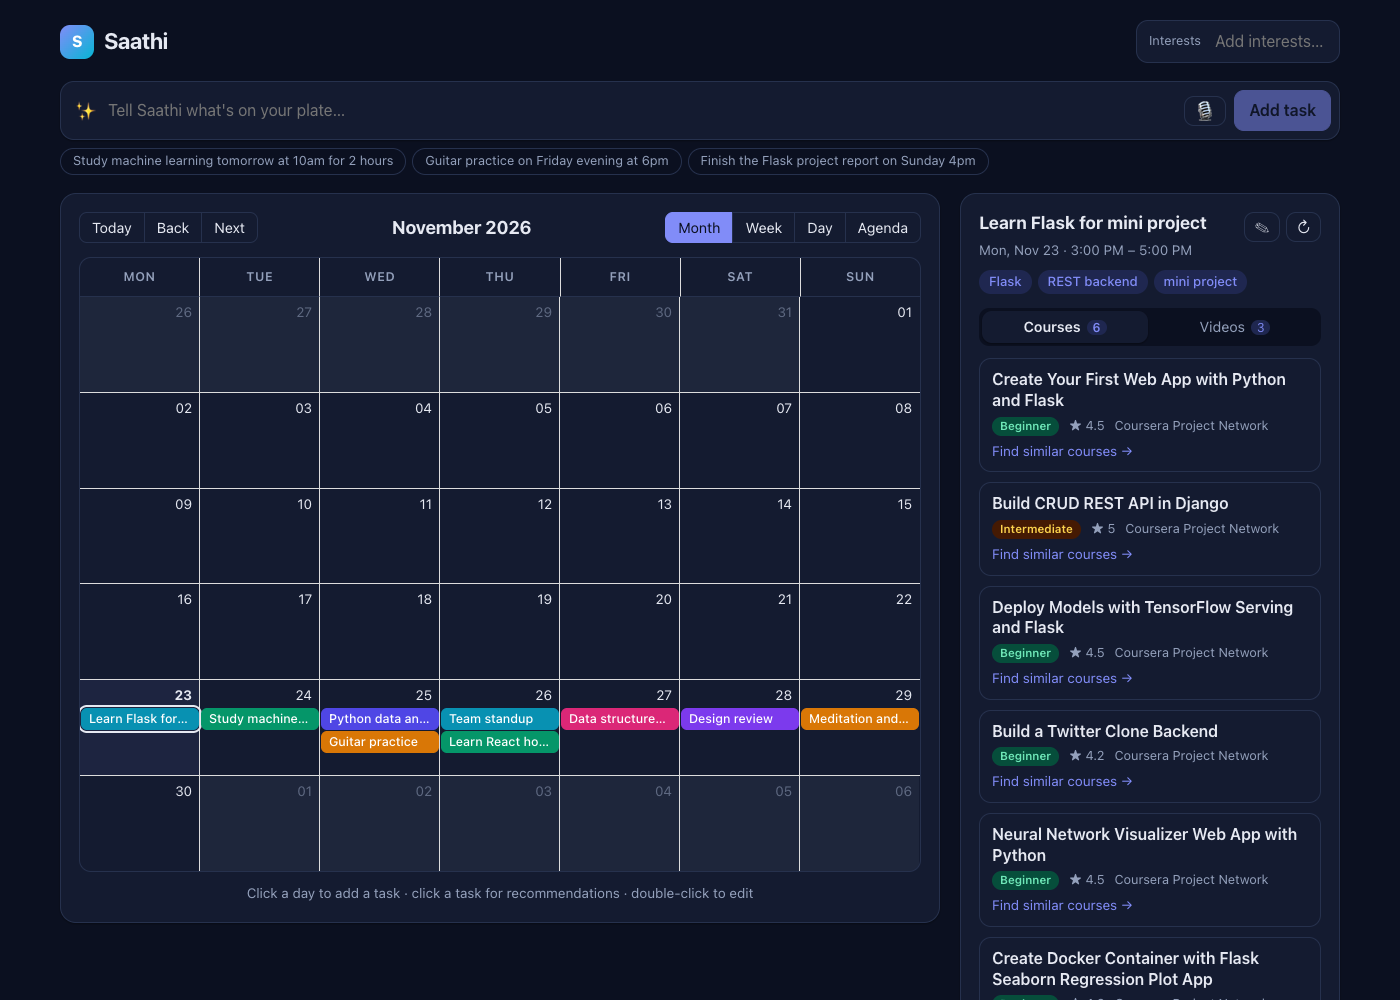 S Saathi
Interests Add interests...
Tell Saathi what's on your plate...
Add task
Study machine learning tomorrow at 10am for 2 hours
Guitar practice on Friday evening at 6pm
Finish the Flask project report on Sunday 4pm
Today Back Next
November 2026
Month Week Day Agenda
MON TUE WED THU FRI SAT SUN
26 27 28 29 30 31 01
02 03 04 05 06 07 08
09 10 11 12 13 14 15
16 17 18 19 20 21 22
23 24 25 26 27 28 29
Learn Flask for... Study machine... Python data an... Team standup Data structure... Design review Meditation and...
Guitar practice Learn React ho...
30 01 02 03 04 05 06
Click a day to add a task · click a task for recommendations · double-click to edit
Learn Flask for mini project
Mon, Nov 23 · 3:00 PM – 5:00 PM
Flask REST backend mini project
Courses 6 Videos 3
Create Your First Web App with Python
and Flask
Beginner ★ 4.5 Coursera Project Network
Find similar courses →
Build CRUD REST API in Django
Intermediate ★ 5 Coursera Project Network
Find similar courses →
Deploy Models with TensorFlow Serving
and Flask
Beginner ★ 4.5 Coursera Project Network
Find similar courses →
Build a Twitter Clone Backend
Beginner ★ 4.2 Coursera Project Network
Find similar courses →
Neural Network Visualizer Web App with
Python
Beginner ★ 4.5 Coursera Project Network
Find similar courses →
Create Docker Container with Flask
Seaborn Regression Plot App